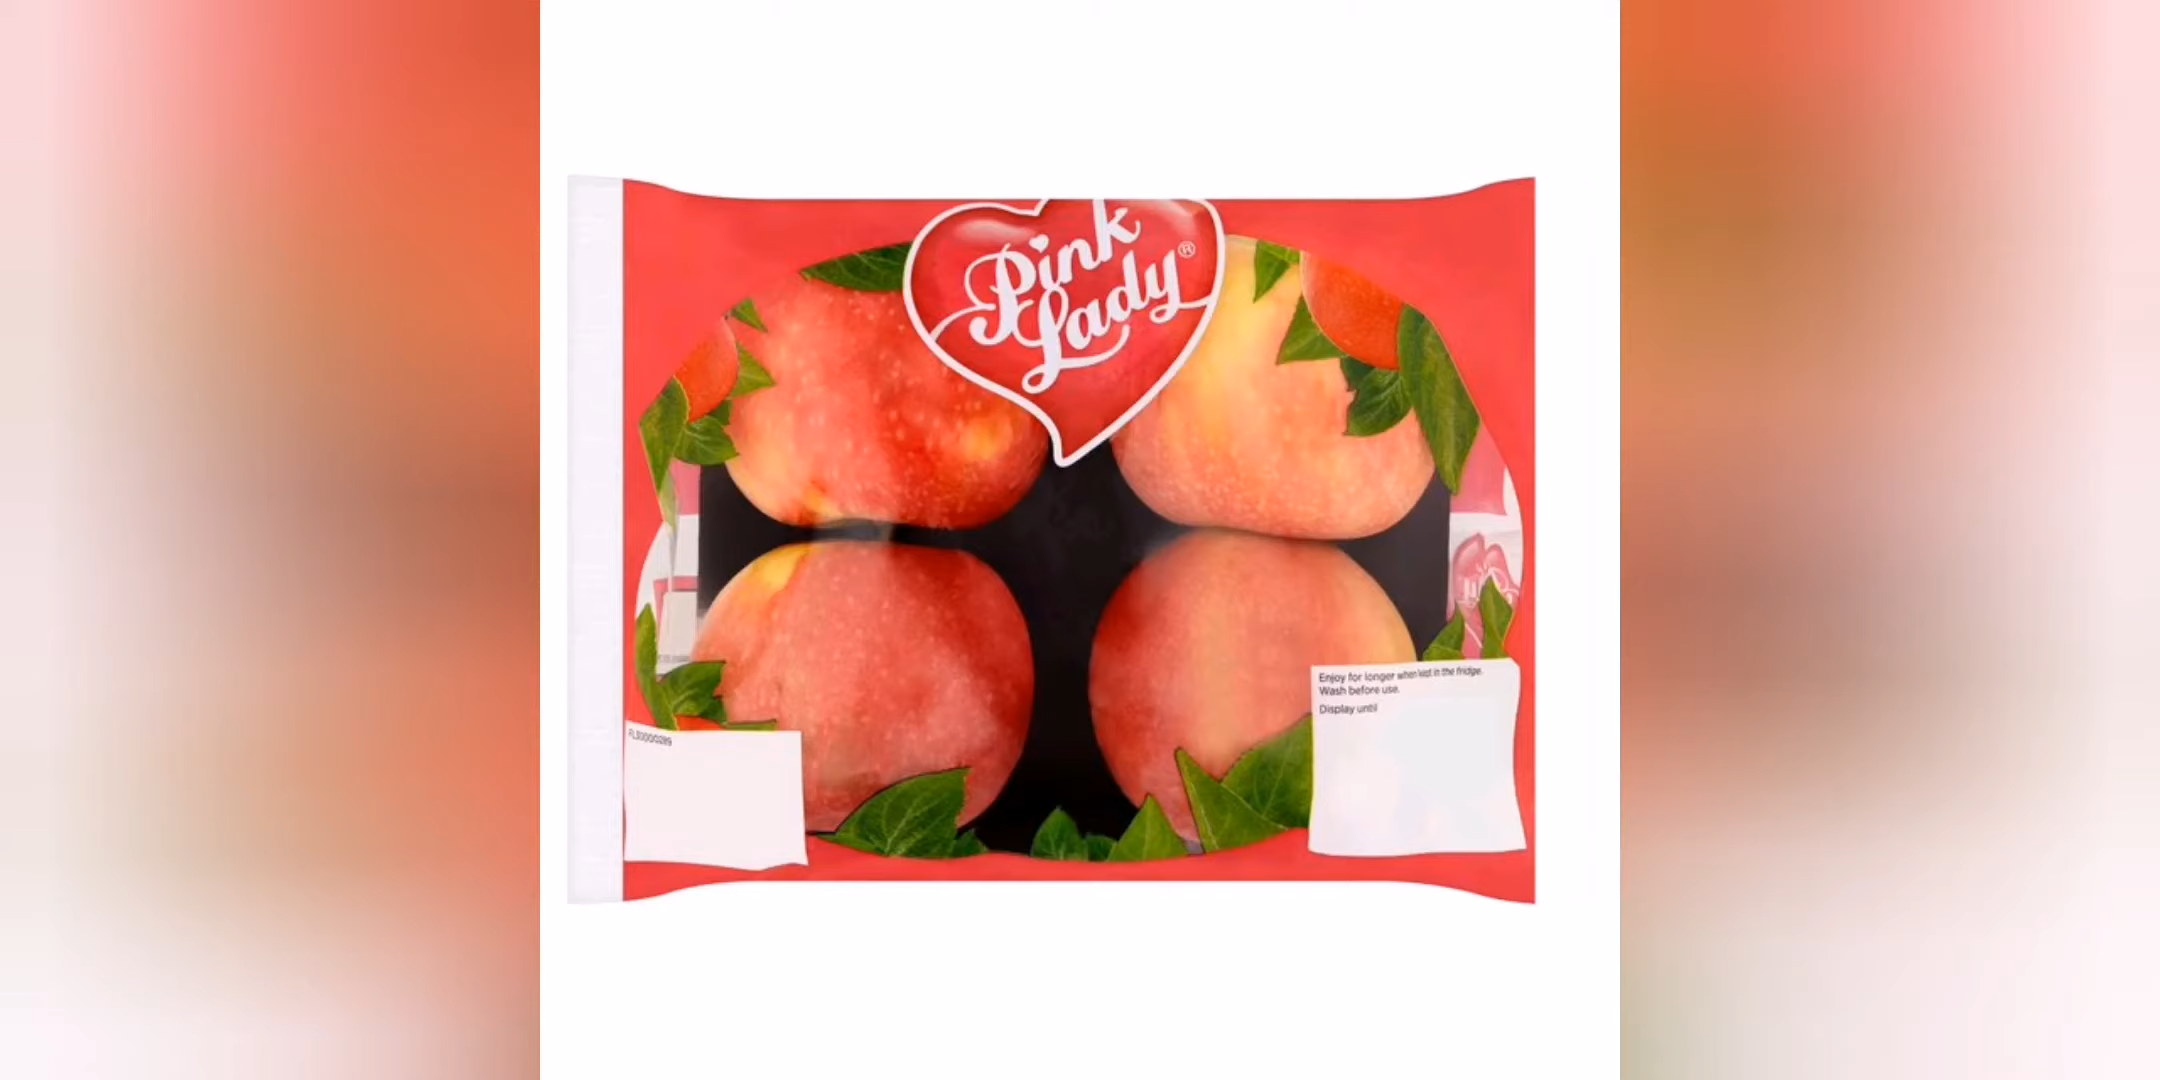 Pink
Lady®
Enjoy for longer when kept in the fridge.
Wash before use.
Display until